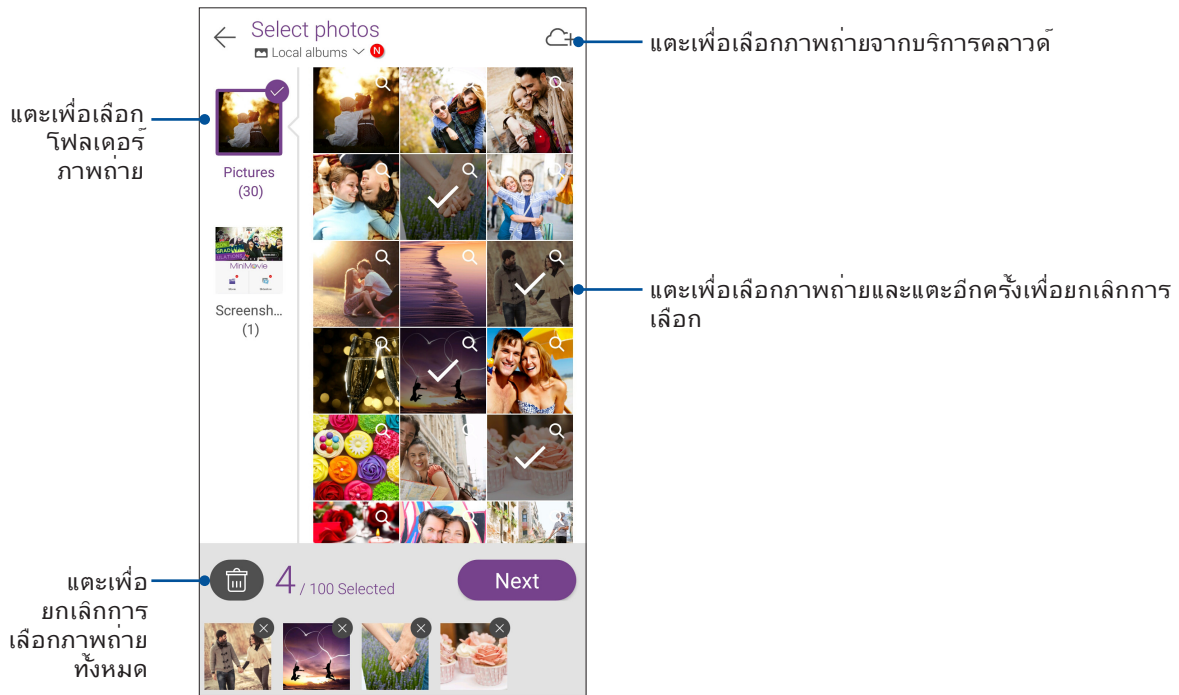 Select photos
Local albums
N
แตะเพื่อเลือกภาพถ่ายจากบริการคลาวด์
แตะเพื่อเลือก
โฟลเดอร์
ภาพถ่าย
Pictures
(30)
MiniMovie
Screensh...
(1)
แตะเพื่อเลือกภาพถ่ายและแตะอีกครั้งเพื่อยกเลิกการ
เลือก
แตะเพื่อ
ยกเลิกการ
เลือกภาพถ่าย
ทั้งหมด
4 / 100 Selected
Next